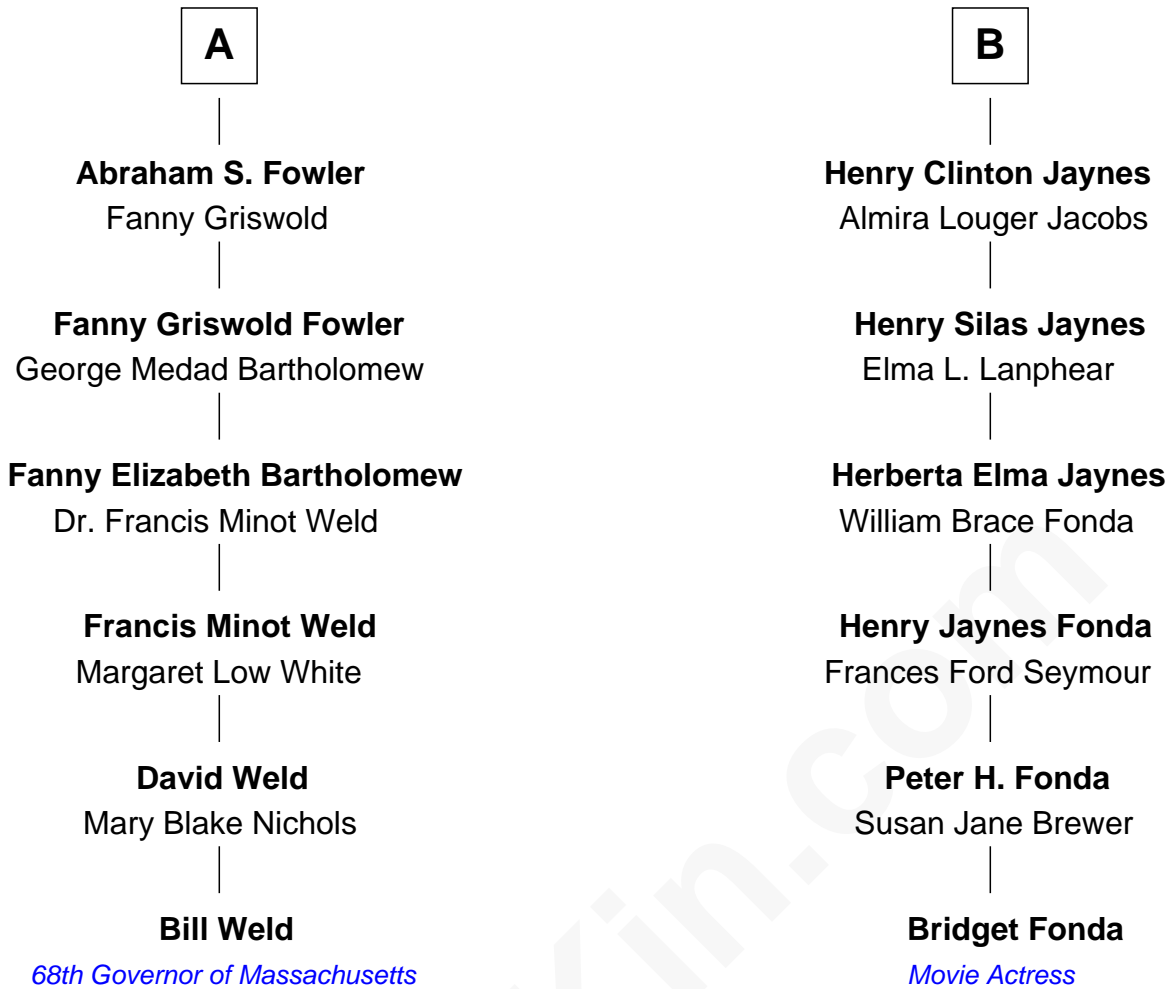 A
Abraham S. Fowler
Fanny Griswold
Fanny Griswold Fowler
George Medad Bartholomew
Fanny Elizabeth Bartholomew
Dr. Francis Minot Weld
Francis Minot Weld
Margaret Low White
David Weld
Mary Blake Nichols
Bill Weld
68th Governor of Massachusetts
B
Henry Clinton Jaynes
Almira Louger Jacobs
Henry Silas Jaynes
Elma L. Lanphear
Herberta Elma Jaynes
William Brace Fonda
Henry Jaynes Fonda
Frances Ford Seymour
Peter H. Fonda
Susan Jane Brewer
Bridget Fonda
Movie Actress
Kin.com